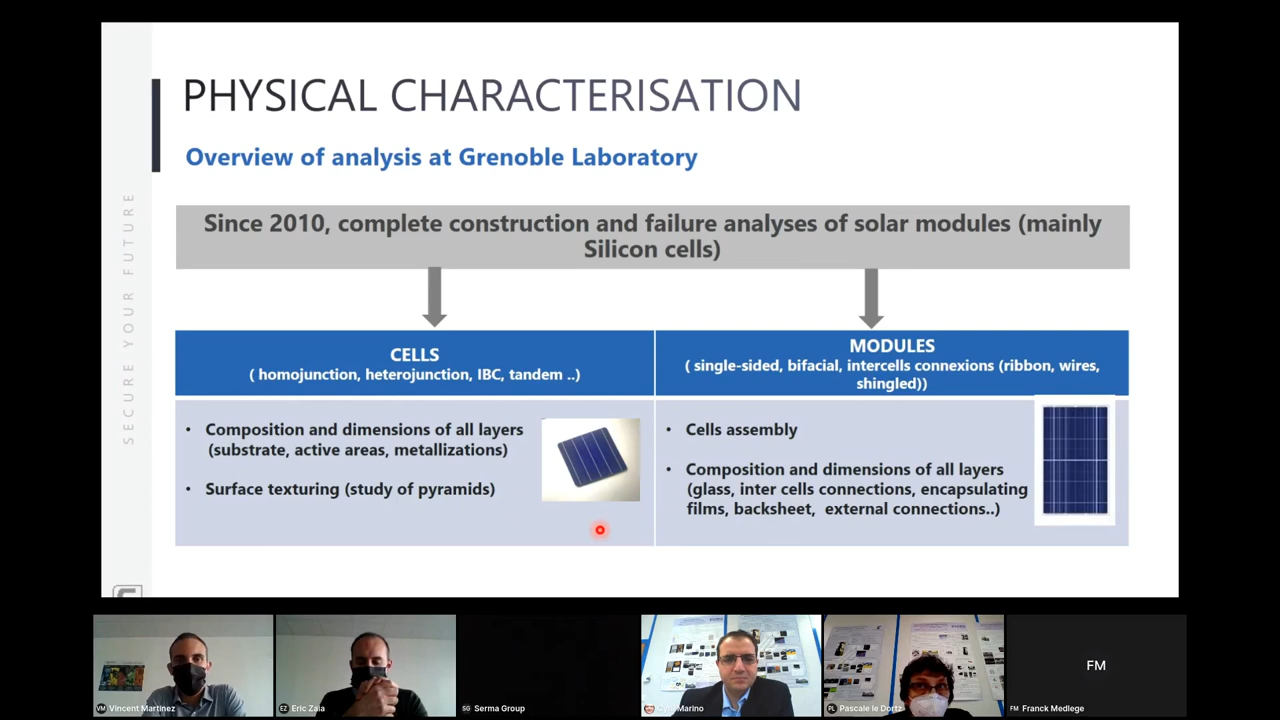 PHYSICAL CHARACTERISATION
Overview of analysis at Grenoble Laboratory
SECURE YOUR FUTURE
Since 2010, complete construction and failure analyses of solar modules (mainly
Silicon cells)
CELLS
( homojunction, heterojunction, IBC, tandem ..)
MODULES
( single-sided, bifacial, intercells connexions (ribbon, wires,
shingled))
• Composition and dimensions of all layers
(substrate, active areas, metallizations)
• Surface texturing (study of pyramids)
• Cells assembly
• Composition and dimensions of all layers
(glass, inter cells connections, encapsulating
films, backsheet, external connections..)
VM Vincent Martinez
EZ Eric Zaia
SG Serma Group
Marino
PL Pascale le Dortz
FM
FM Franck Medlege